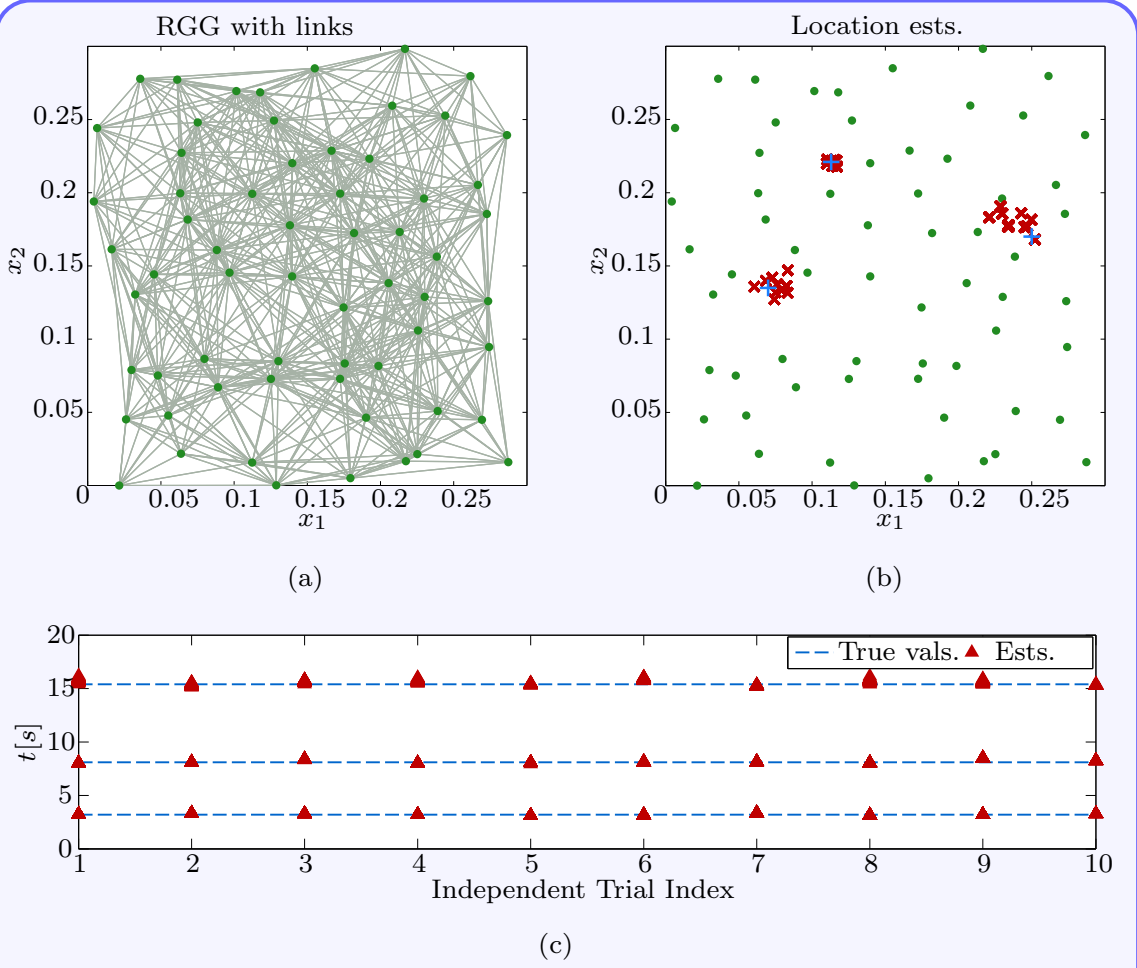 RGG with links
0.25
0.2
0.15
0.1
0.05
x2
0 0.05 0.1 0.15 0.2 0.25
x1
(a)
Location ests.
0.25
0.2
0.15
0.1
0.05
x2
0 0.05 0.1 0.15 0.2 0.25
x1
(b)
20
15
10
5
0
t[s]
True vals. Ests.
1 2 3 4 5 6 7 8 9 10
Independent Trial Index
(c)